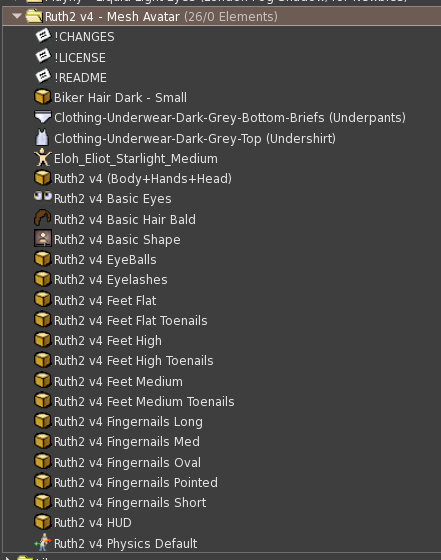 Ruth2 v4 - Mesh Avatar (26/0 Elements)
!CHANGES
!LICENSE
!README
Biker Hair Dark - Small
Clothing-Underwear-Dark-Grey-Bottom-Briefs (Underpants)
Clothing-Underwear-Dark-Grey-Top (Undershirt)
Eloh_Eliot_Starlight_Medium
Ruth2 v4 (Body+Hands+Head)
Ruth2 v4 Basic Eyes
Ruth2 v4 Basic Hair Bald
Ruth2 v4 Basic Shape
Ruth2 v4 EyeBalls
Ruth2 v4 Eyelashes
Ruth2 v4 Feet Flat
Ruth2 v4 Feet Flat Toenails
Ruth2 v4 Feet High
Ruth2 v4 Feet High Toenails
Ruth2 v4 Feet Medium
Ruth2 v4 Feet Medium Toenails
Ruth2 v4 Fingernails Long
Ruth2 v4 Fingernails Med
Ruth2 v4 Fingernails Oval
Ruth2 v4 Fingernails Pointed
Ruth2 v4 Fingernails Short
Ruth2 v4 HUD
Ruth2 v4 Physics Default